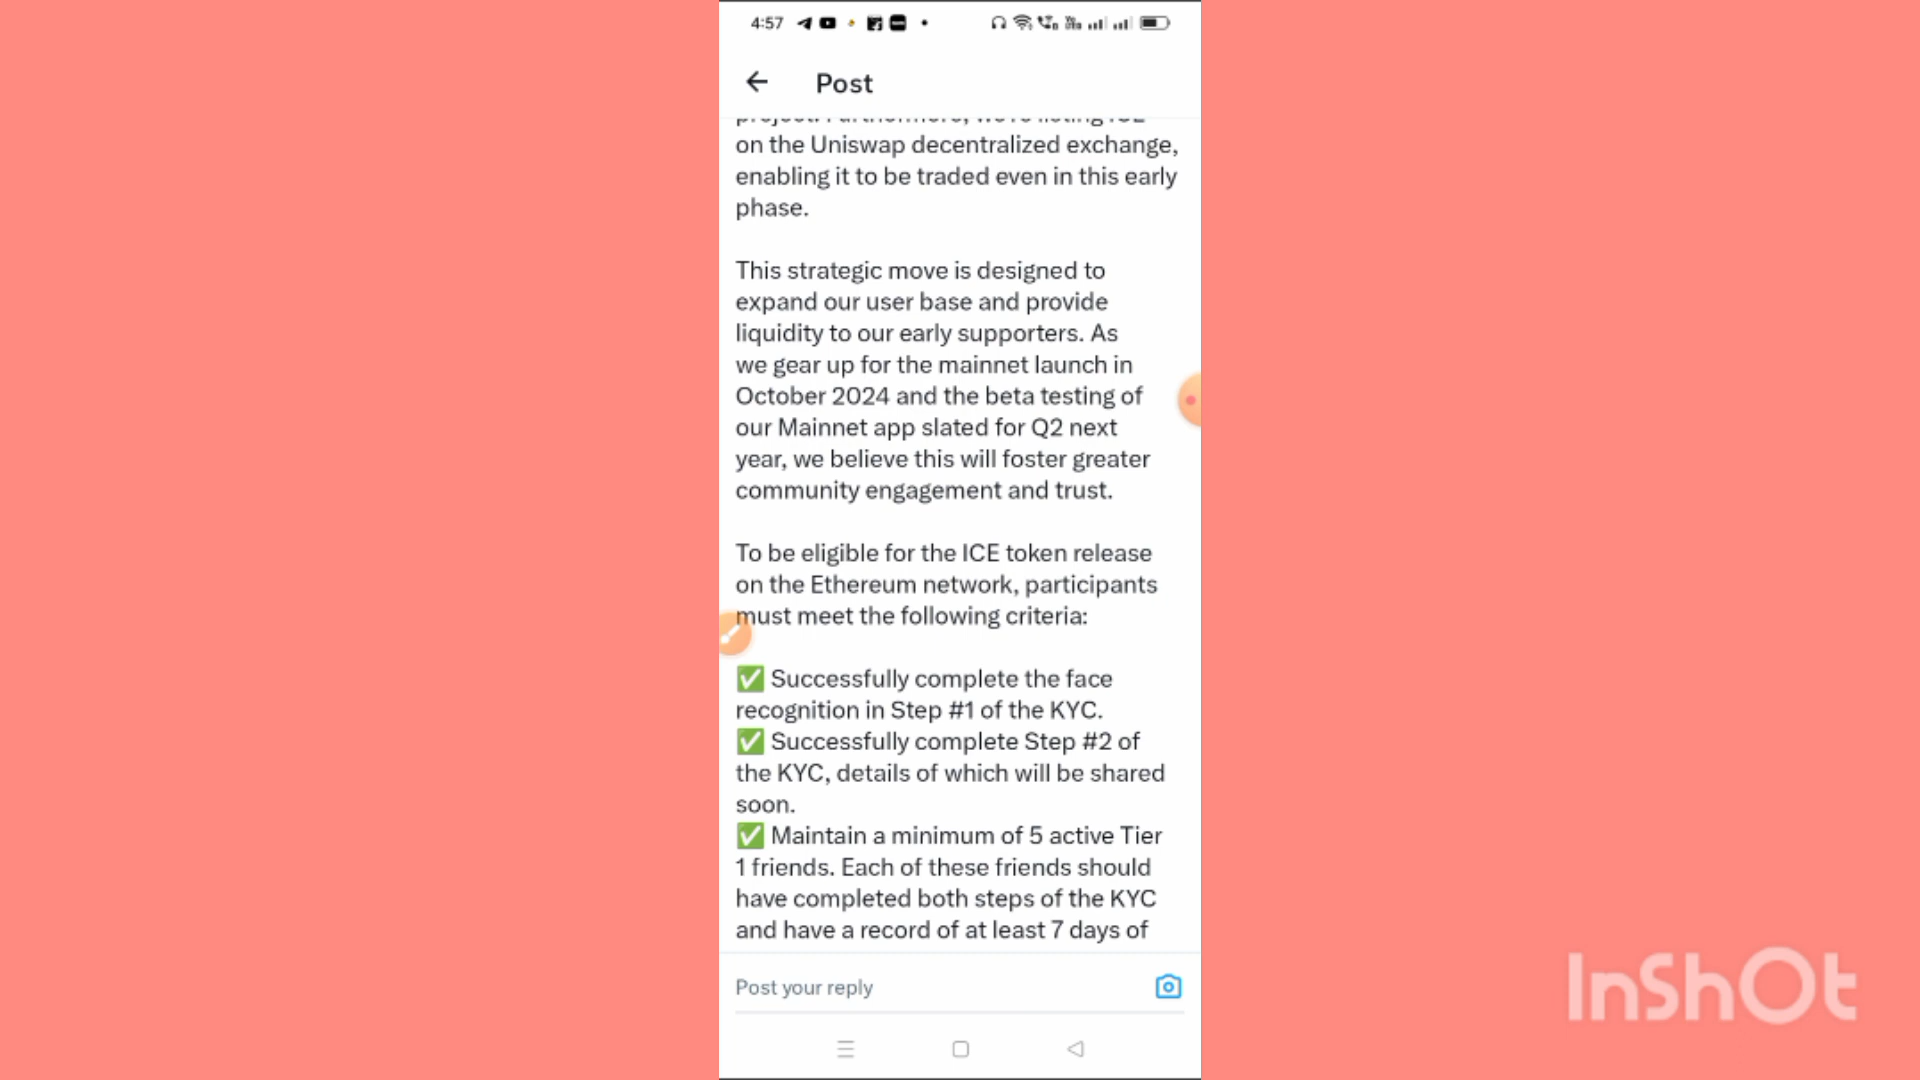 4:57
Post
on the Uniswap decentralized exchange,
enabling it to be traded even in this early
phase.
This strategic move is designed to
expand our user base and provide
liquidity to our early supporters. As
we gear up for the mainnet launch in
October 2024 and the beta testing of
our Mainnet app slated for Q2 next
year, we believe this will foster greater
community engagement and trust.
To be eligible for the ICE token release
on the Ethereum network, participants
must meet the following criteria:
✅ Successfully complete the face
recognition in Step #1 of the KYC.
✅ Successfully complete Step #2 of
the KYC, details of which will be shared
soon.
✅ Maintain a minimum of 5 active Tier
1 friends. Each of these friends should
have completed both steps of the KYC
and have a record of at least 7 days of
Post your reply
InShOt